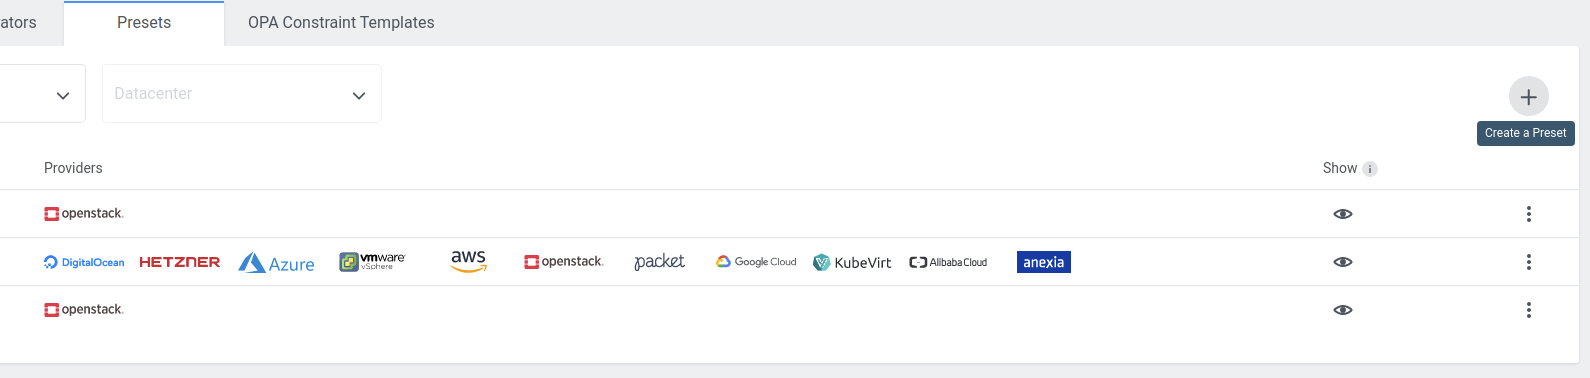 ators Presets OPA Constraint Templates
Datacenter
Create a Preset
Providers Show i
openstack.
DigitalOcean HETZNER Azure vmware vSphere aws openstack. packet Google Cloud KubeVirt Alibaba Cloud anexia
openstack.